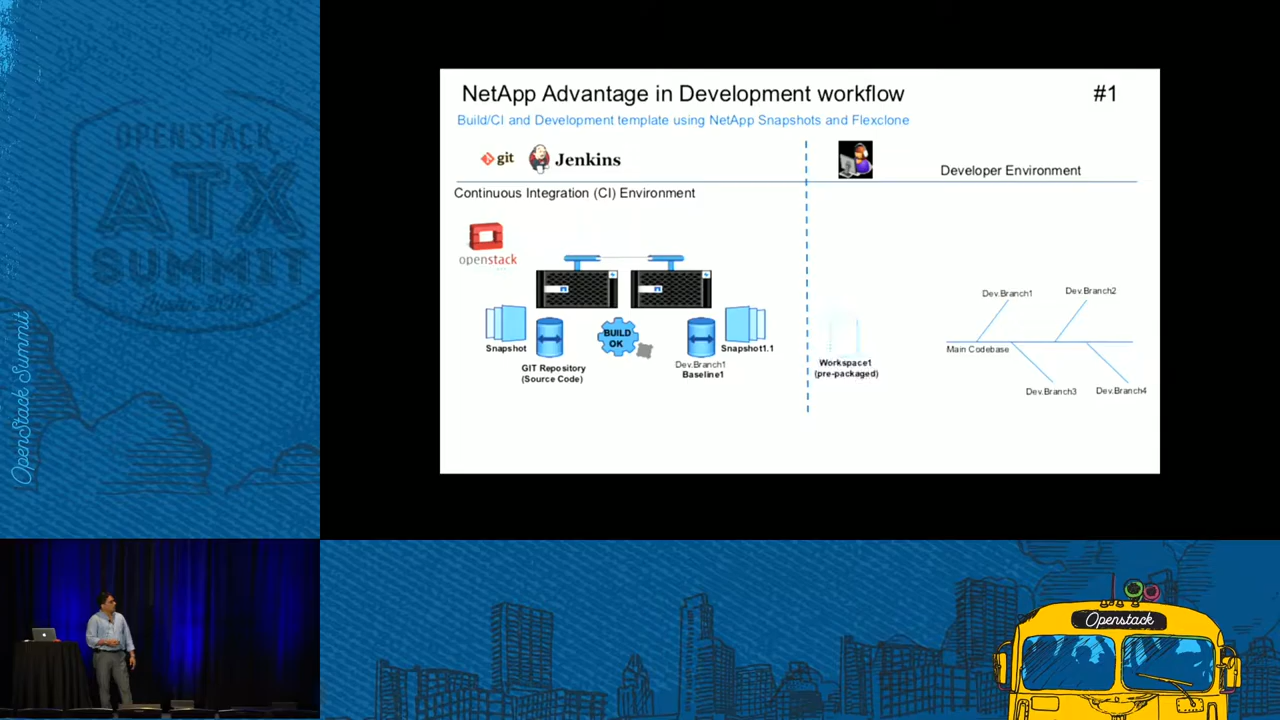 OPENSTACK
ATX
SUMMIT
OpenStack Summit
NetApp Advantage in Development workflow
#1
Build/CI and Development template using NetApp Snapshots and Flexclone
git
Jenkins
Developer Environment
Continuous Integration (CI) Environment
openstack
Snapshot
GIT Repository
(Source Code)
BUILD
OK
Dev.Branch1
Baseline1
Snapshot1.1
Workspace1
(pre-packaged)
Dev.Branch1
Dev.Branch2
Main Codebase
Dev.Branch3
Dev.Branch4
Openstack